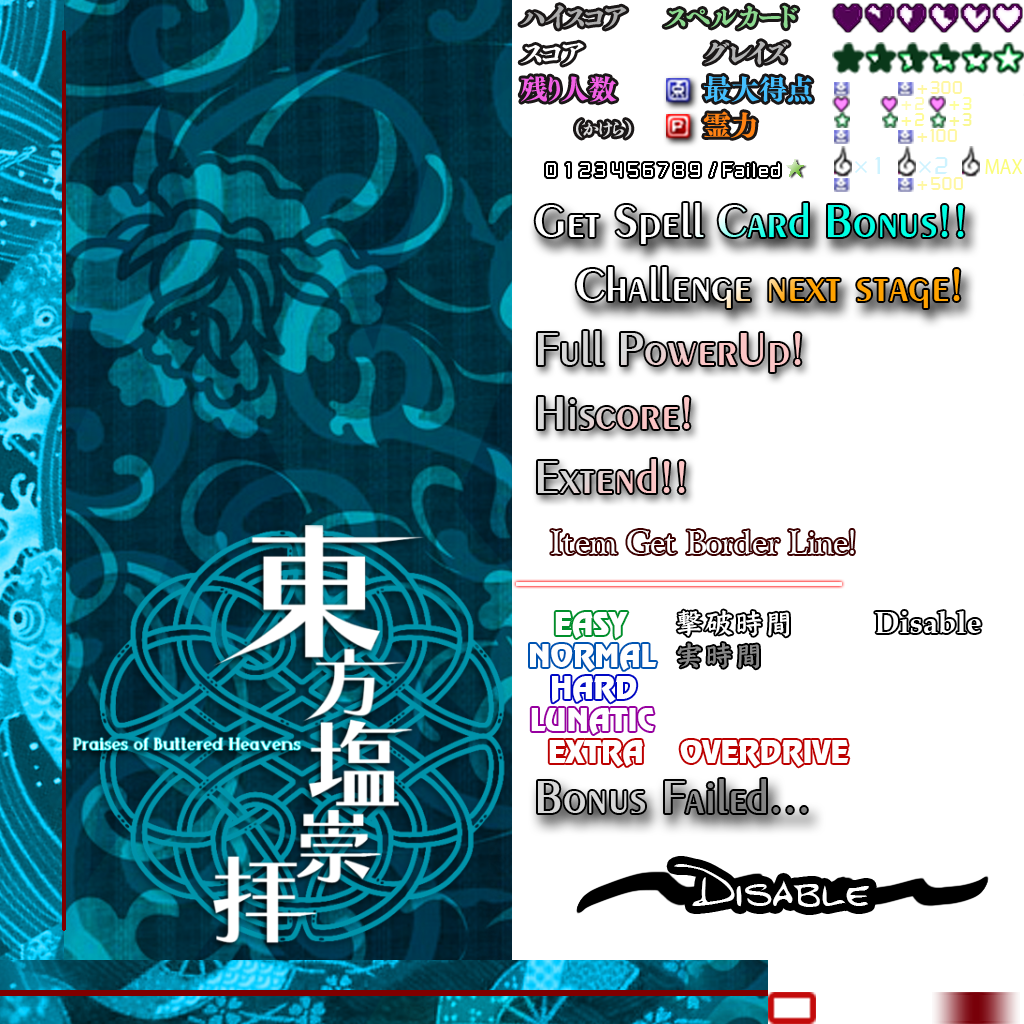 ハイスコア スペルカード
スコア グレイズ
残り人数 最大得点
(かけら) P 霊力
+300
+2 +3
+2 +3
+100
×1 ×2 MAX
+500
0123456789/Failed
Get Spell Card Bonus!!
Challenge next stage!
Full PowerUp!
Hiscore!
Extend!!
Item Get Border Line!
EASY 撃破時間 Disable
NORMAL 実時間
HARD
LUNATIC
EXTRA OVERDRIVE
Bonus Failed...
Disable
東方塩崇拝
Praises of Buttered Heavens